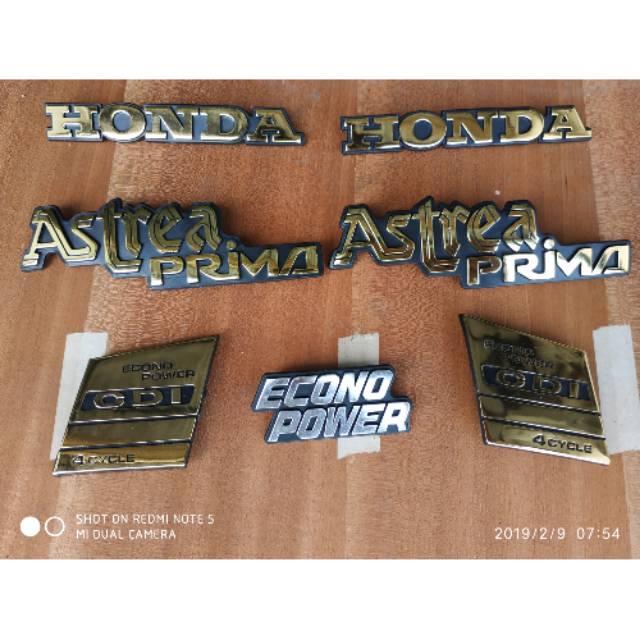 HONDA
HONDA
Astrea
PRIMA
Astrea
PRIMA
ECONO
POWER
CDI
4 CYCLE
ECONO
POWER
ECONO
POWER
CDI
4 CYCLE
SHOT ON REDMI NOTE 5
MI DUAL CAMERA
2019/2/9 07:54